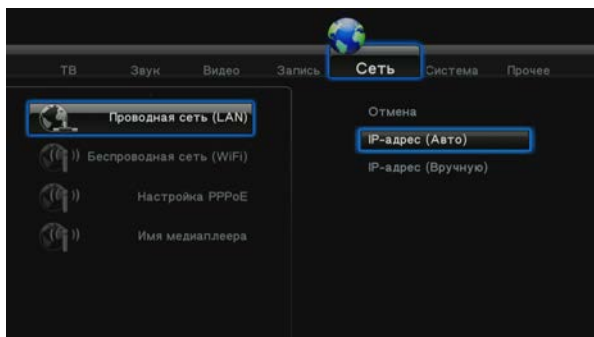 ТВ Звук Видео Запись Сеть Система Прочее
Проводная сеть (LAN)
Беспроводная сеть (WiFi)
Настройка PPPoE
Имя медиаплеера
Отмена
IP-адрес (Авто)
IP-адрес (Вручную)